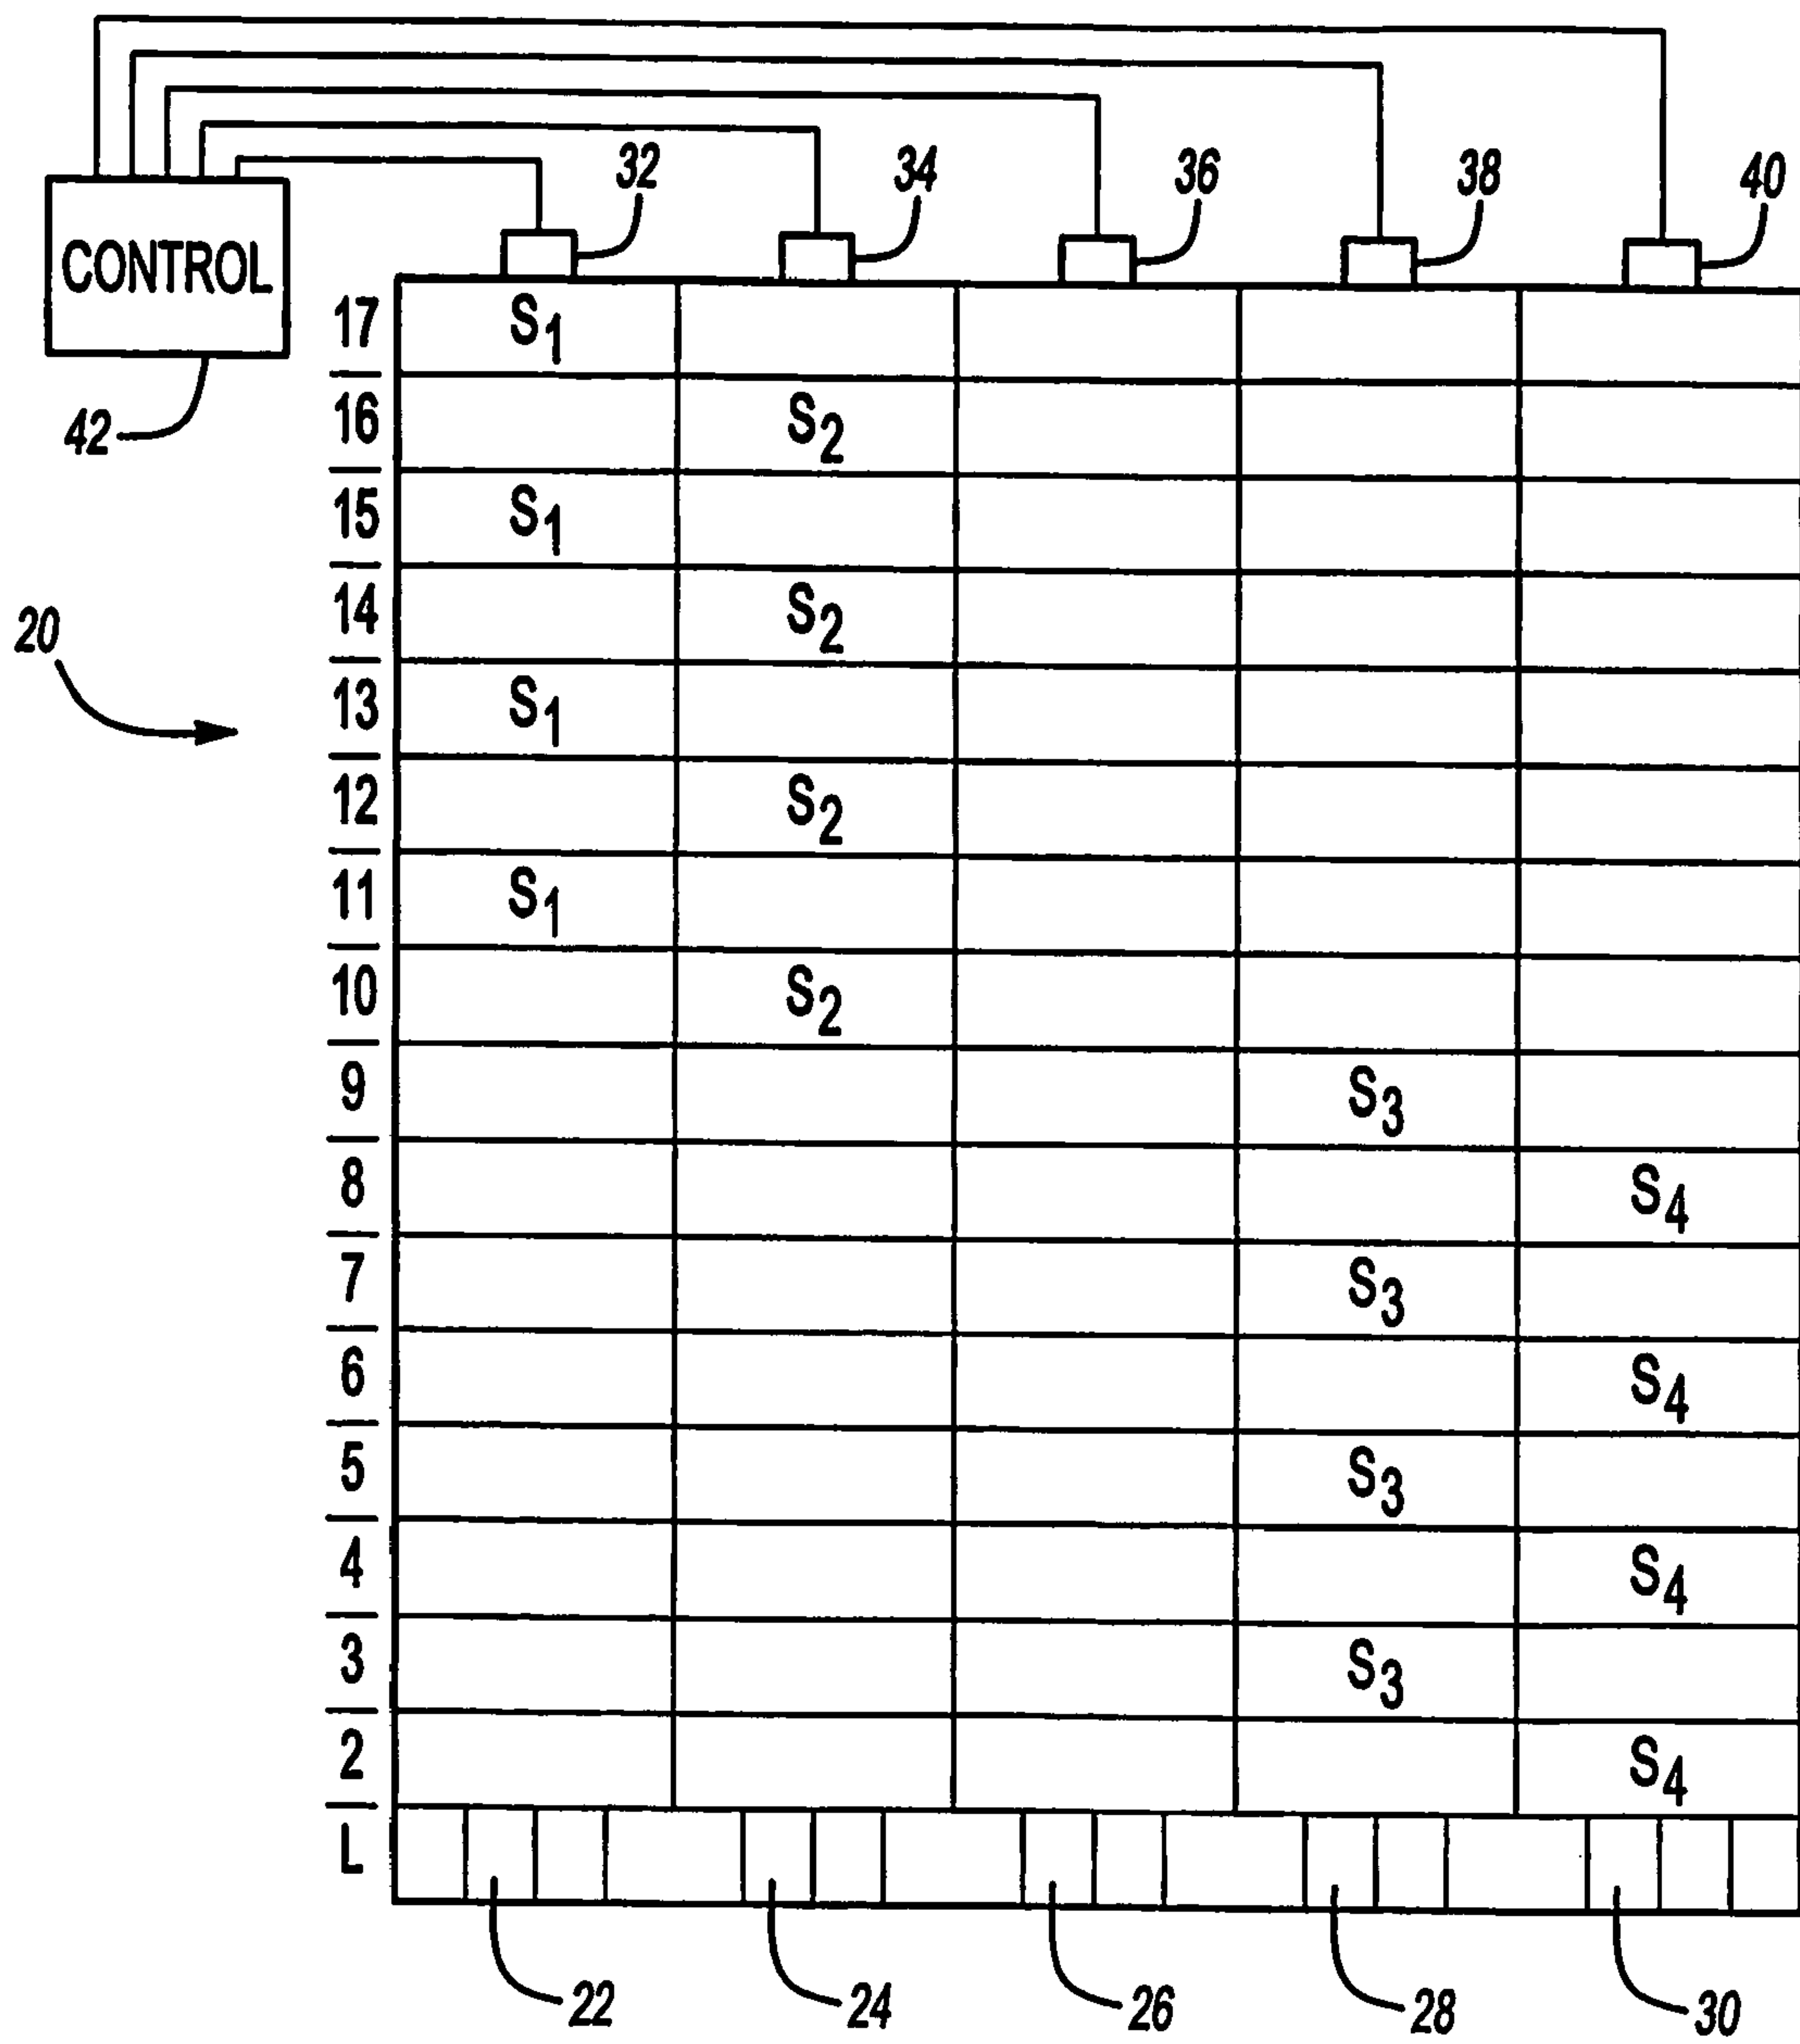 32 34 36 38 40
CONTROL
42
20
17 S1
16 S2
15 S1
14 S2
13 S1
12 S2
11 S1
10 S2
9 S3
8 S4
7 S3
6 S4
5 S3
4 S4
3 S3
2 S4
L
22 24 26 28 30